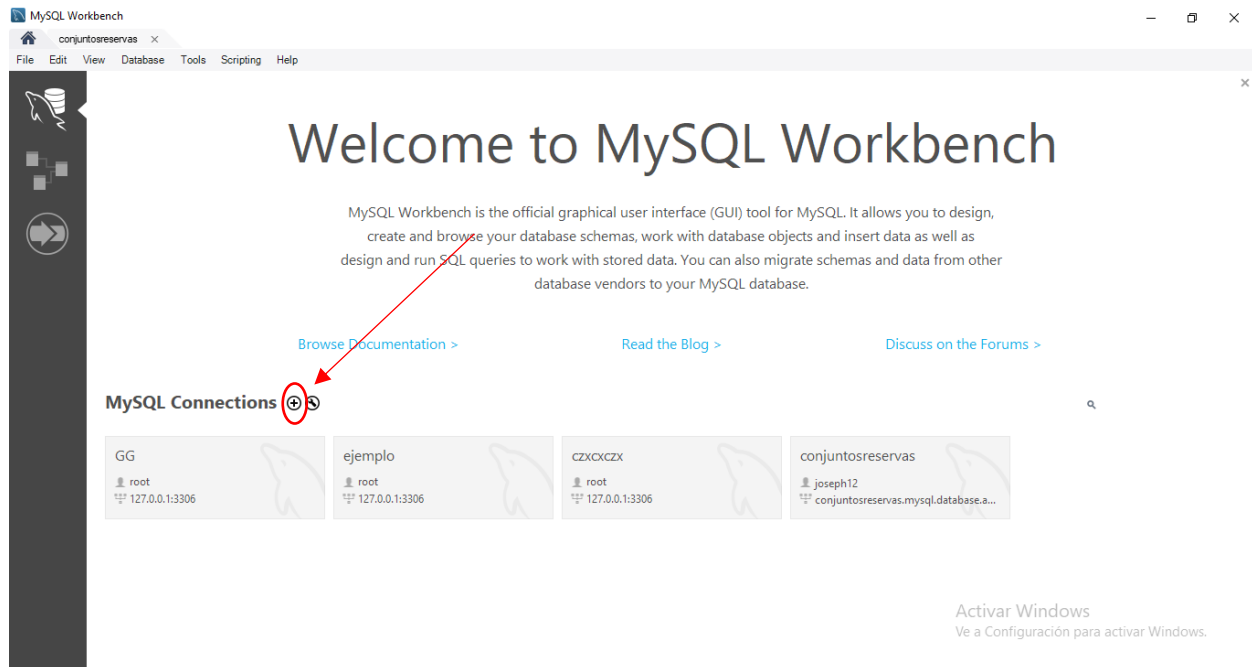 MySQL Workbench
conjuntosreservas
File Edit View Database Tools Scripting Help
Welcome to MySQL Workbench
MySQL Workbench is the official graphical user interface (GUI) tool for MySQL. It allows you to design,
create and browse your database schemas, work with database objects and insert data as well as
design and run SQL queries to work with stored data. You can also migrate schemas and data from other
database vendors to your MySQL database.
Browse Documentation > Read the Blog > Discuss on the Forums >
MySQL Connections
GG
root
127.0.0.1:3306
ejemplo
root
127.0.0.1:3306
czxcxczx
root
127.0.0.1:3306
conjuntosreservas
joseph12
conjuntosreservas.mysql.database.a...
Activar Windows
Ve a Configuración para activar Windows.